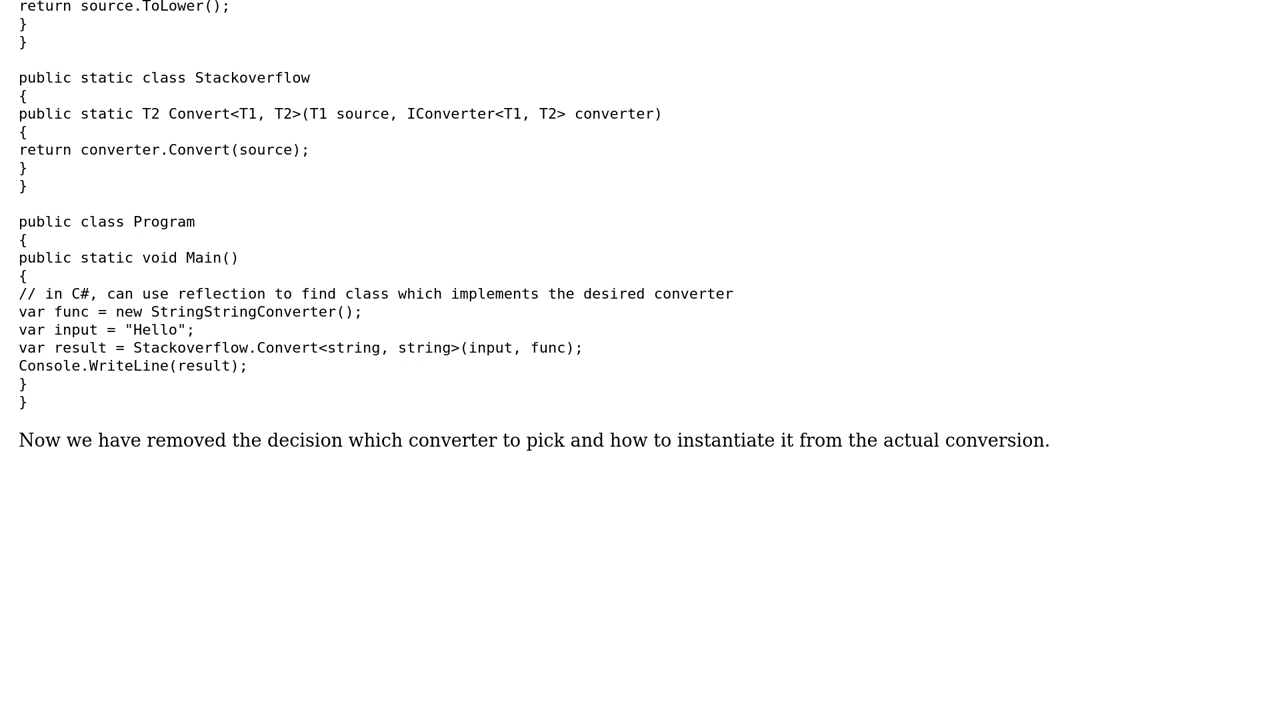 return source.ToLower();
}
}
public static class Stackoverflow
{
public static T2 Convert<T1, T2>(T1 source, IConverter<T1, T2> converter)
{
return converter.Convert(source);
}
}
public class Program
{
public static void Main()
{
// in C#, can use reflection to find class which implements the desired converter
var func = new StringStringConverter();
var input = "Hello";
var result = Stackoverflow.Convert<string, string>(input, func);
Console.WriteLine(result);
}
}
Now we have removed the decision which converter to pick and how to instantiate it from the actual conversion.